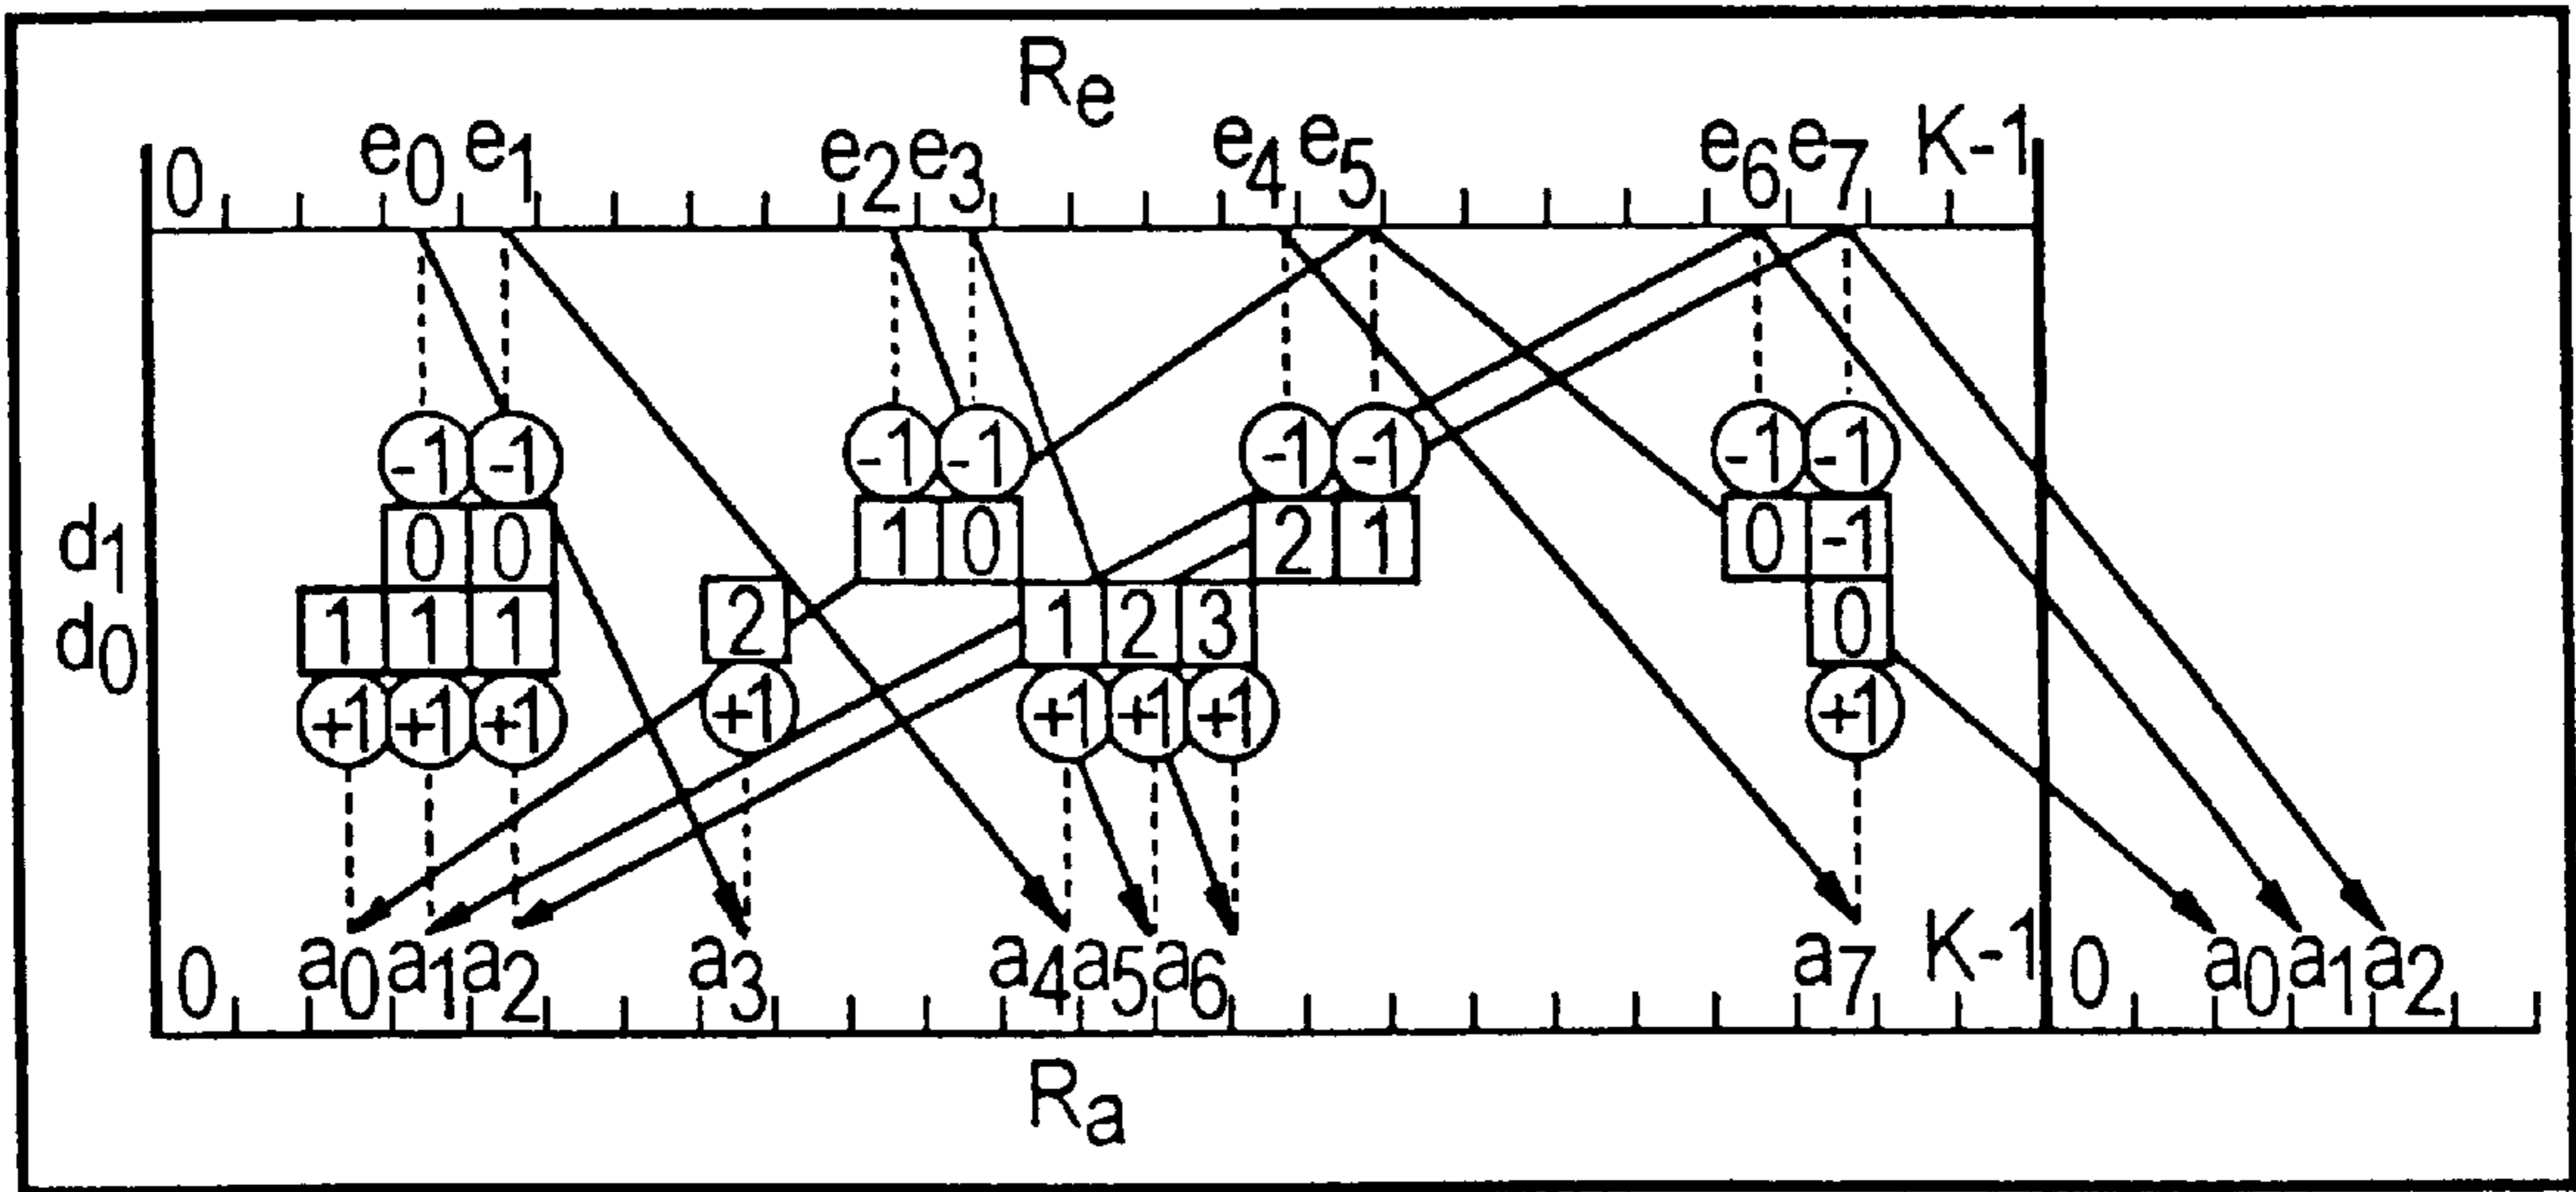 Re
0 e0 e1 e2 e3 e4 e5 e6 e7 K-1
-1 -1 -1 -1 -1 -1 -1 -1
d1 0 0 1 0 2 1 0 -1
d0 1 1 1 2 1 2 3 0
+1 +1 +1 +1 +1 +1 +1 +1
0 a0 a1 a2 a3 a4 a5 a6 a7 K-1 0 a0 a1 a2
Ra